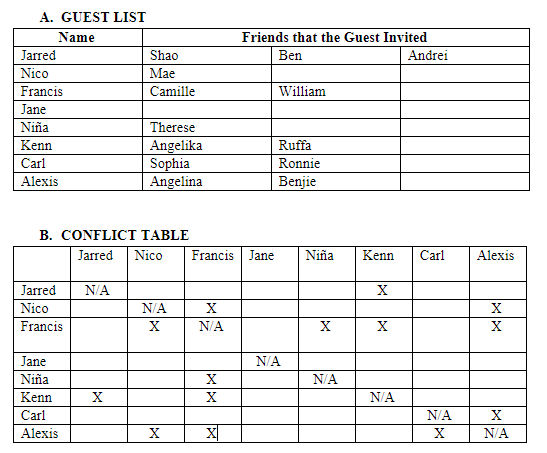 A. GUEST LIST
Name Friends that the Guest Invited
Jarred Shao Ben Andrei
Nico Mae
Francis Camille William
Jane
Niña Therese
Kenn Angelika Ruffa
Carl Sophia Ronnie
Alexis Angelina Benjie
B. CONFLICT TABLE
Jarred Nico Francis Jane Niña Kenn Carl Alexis
Jarred N/A X
Nico N/A X X
Francis X N/A X X X
Jane N/A
Niña X N/A
Kenn X X N/A
Carl N/A X
Alexis X X X N/A